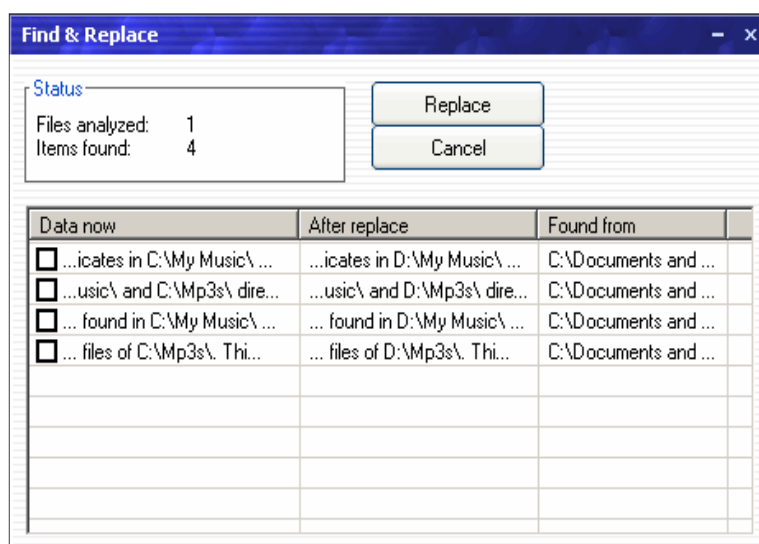 Find & Replace
Status
Files analyzed: 1
Items found: 4
Replace
Cancel
Data now After replace Found from
...icates in C:\My Music\ ... ...icates in D:\My Music\ ... C:\Documents and ...
...usic\ and C:\Mp3s\ dire... ...usic\ and D:\Mp3s\ dire... C:\Documents and ...
... found in C:\My Music\ ... ... found in D:\My Music\ ... C:\Documents and ...
... files of C:\Mp3s\. Thi... ... files of D:\Mp3s\. Thi... C:\Documents and ...